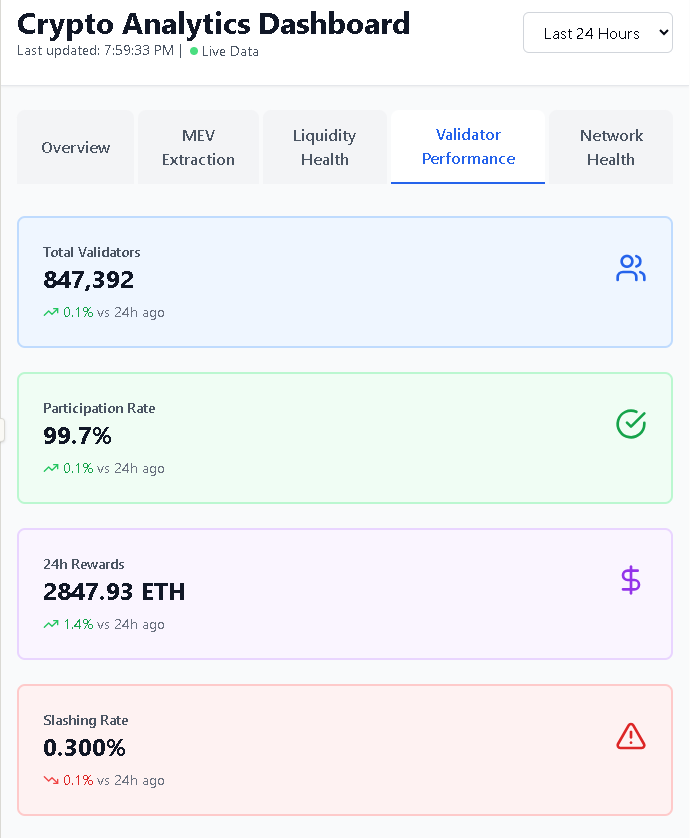 Crypto Analytics Dashboard
Last updated: 7:59:33 PM | Live Data
Last 24 Hours
Overview
MEV
Extraction
Liquidity
Health
Validator
Performance
Network
Health
Total Validators
847,392
0.1% vs 24h ago
Participation Rate
99.7%
0.1% vs 24h ago
24h Rewards
2847.93 ETH
1.4% vs 24h ago
Slashing Rate
0.300%
0.1% vs 24h ago